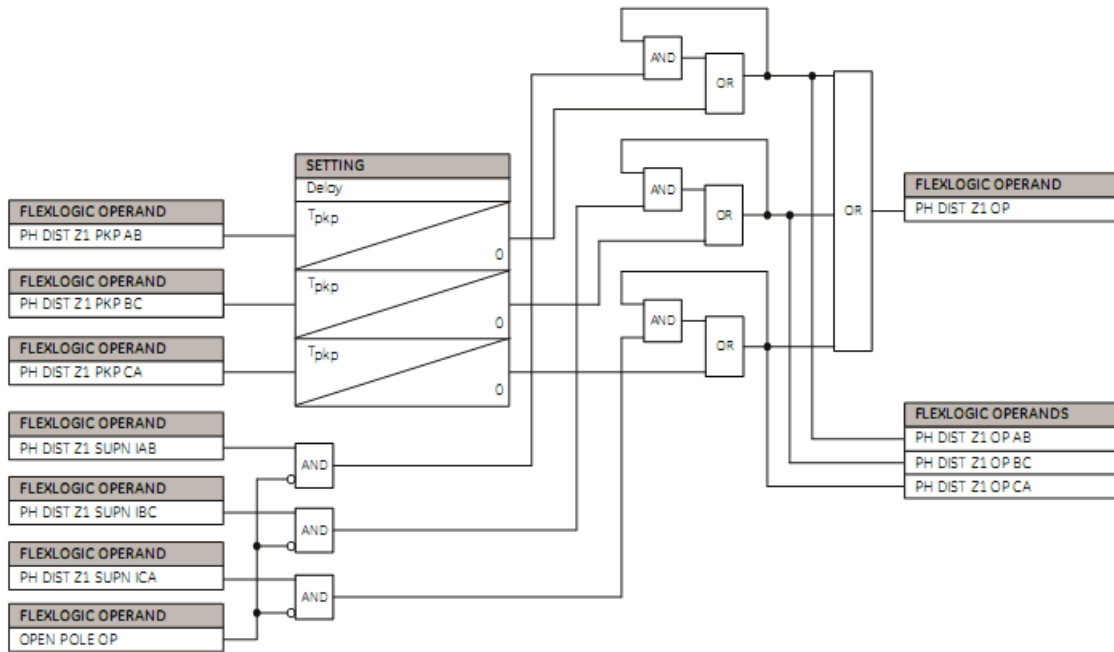 AND
OR
SETTING
Delay
FLEXLOGIC OPERAND
PH DIST Z1 PKP AB
Tpkp
0
AND
OR
OR
FLEXLOGIC OPERAND
PH DIST Z1 OP
FLEXLOGIC OPERAND
PH DIST Z1 PKP BC
Tpkp
0
AND
OR
FLEXLOGIC OPERAND
PH DIST Z1 PKP CA
Tpkp
0
FLEXLOGIC OPERAND
PH DIST Z1 SUPN IAB
AND
FLEXLOGIC OPERANDS
PH DIST Z1 OP AB
PH DIST Z1 OP BC
PH DIST Z1 OP CA
FLEXLOGIC OPERAND
PH DIST Z1 SUPN IBC
AND
FLEXLOGIC OPERAND
PH DIST Z1 SUPN ICA
AND
FLEXLOGIC OPERAND
OPEN POLE OP